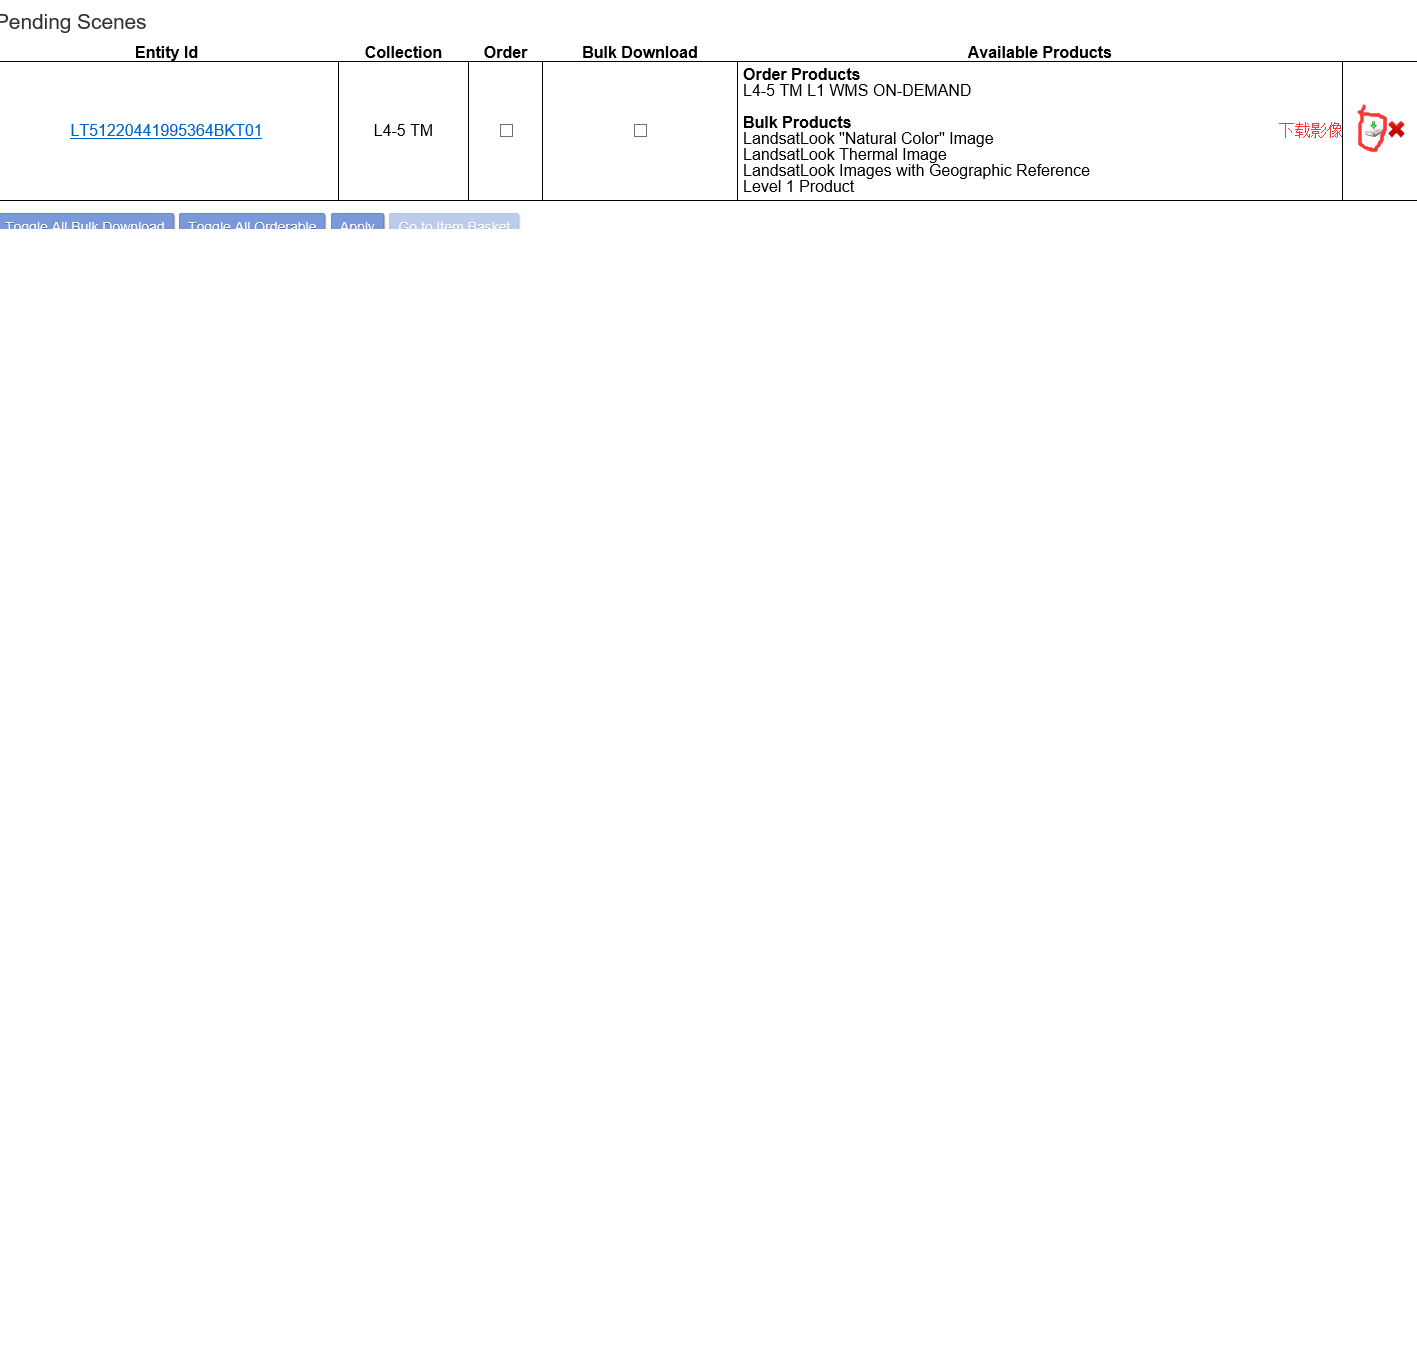 Pending Scenes
Entity Id Collection Order Bulk Download Available Products
Order Products
L4-5 TM L1 WMS ON-DEMAND
LT51220441995364BKT01 L4-5 TM
Bulk Products
LandsatLook "Natural Color" Image
LandsatLook Thermal Image
LandsatLook Images with Geographic Reference
Level 1 Product
下载影像
Toggle All Bulk Download Toggle All Orderable Apply Go to Item Basket